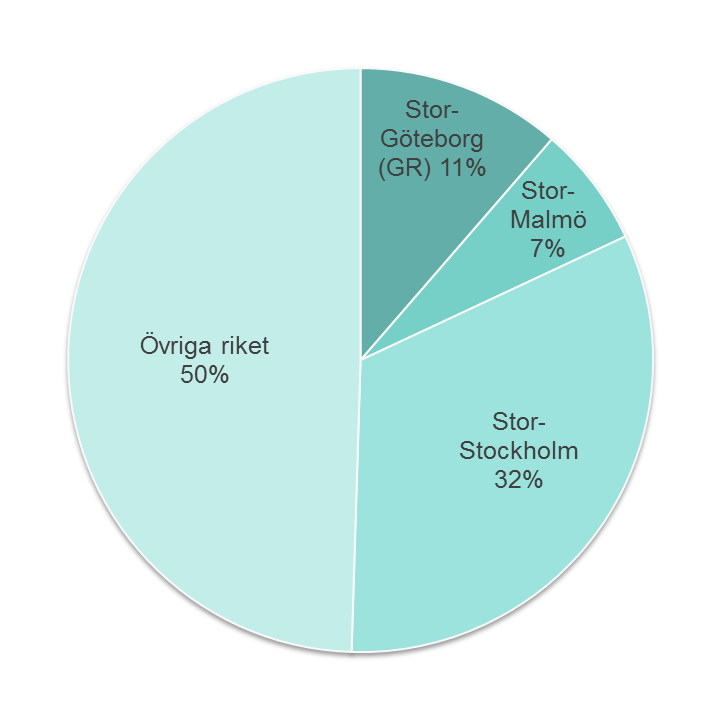 Stor-
Göteborg
(GR) 11%
Stor-
Malmö
7%
Övriga riket
50%
Stor-
Stockholm
32%